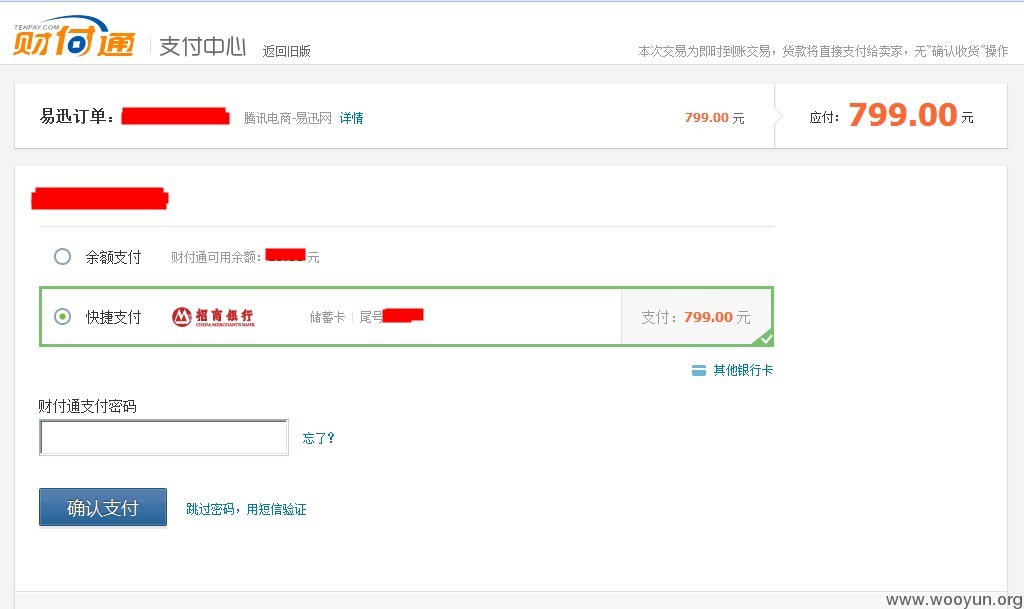 TENPAY.COM
财付通 支付中心 返回旧版 本次交易为即时到账交易，货款将直接支付给卖家，无"确认收货"操作
易迅订单： 腾讯电商-易迅网 详情 799.00 元 应付：799.00 元
余额支付 财付通可用余额： 元
快捷支付 招商银行 CHINA MERCHANTS BANK 储蓄卡 尾号 支付：799.00 元
其他银行卡
财付通支付密码
忘了?
确认支付 跳过密码，用短信验证
www.wooyun.org